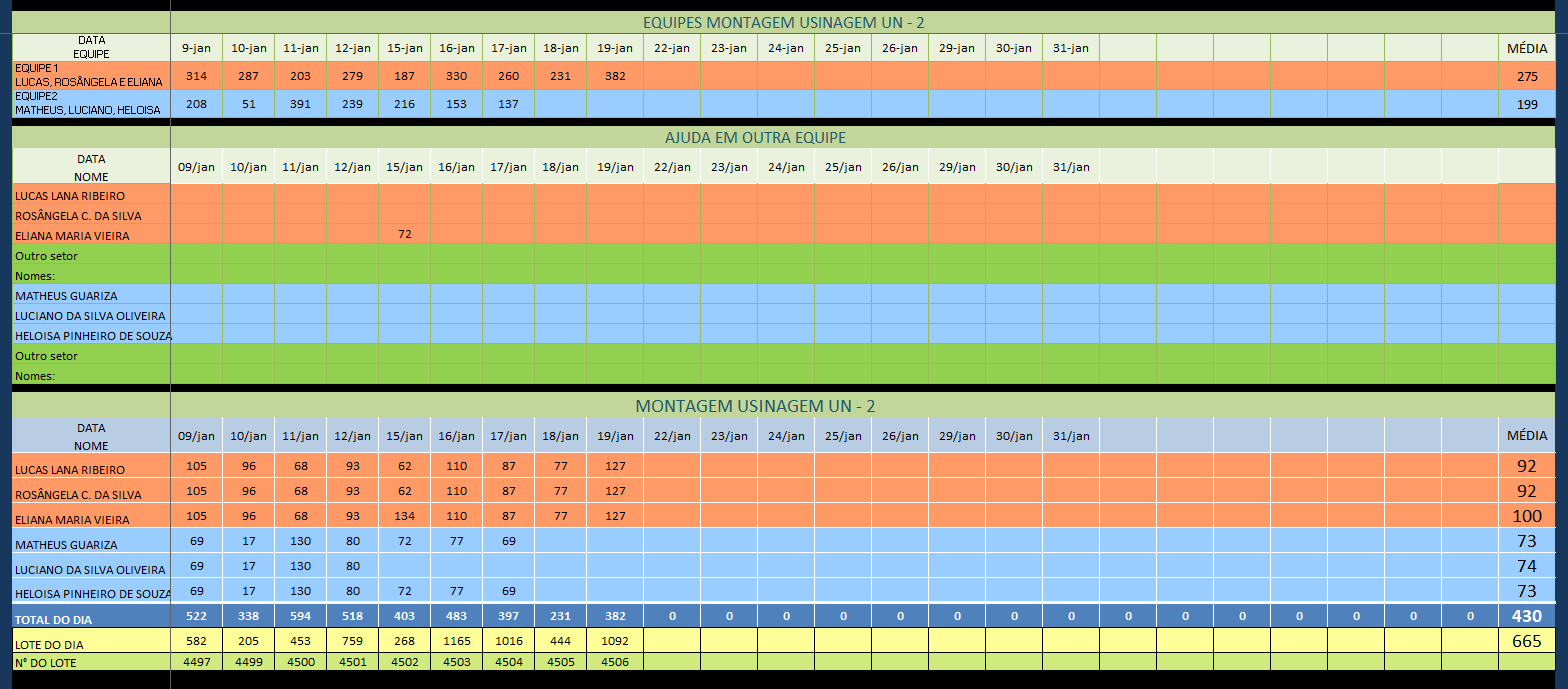 EQUIPES MONTAGEM USINAGEM UN - 2
DATA
EQUIPE 9-jan 10-jan 11-jan 12-jan 15-jan 16-jan 17-jan 18-jan 19-jan 22-jan 23-jan 24-jan 25-jan 26-jan 29-jan 30-jan 31-jan MÉDIA
EQUIPE 1
LUCAS, ROSÂNGELA E ELIANA 314 287 203 279 187 330 260 231 382 275
EQUIPE2
MATHEUS, LUCIANO, HELOISA 208 51 391 239 216 153 137 199
AJUDA EM OUTRA EQUIPE
DATA
NOME 09/jan 10/jan 11/jan 12/jan 15/jan 16/jan 17/jan 18/jan 19/jan 22/jan 23/jan 24/jan 25/jan 26/jan 29/jan 30/jan 31/jan
LUCAS LANA RIBEIRO
ROSÂNGELA C. DA SILVA
ELIANA MARIA VIEIRA 72
Outro setor
Nomes:
MATHEUS GUARIZA
LUCIANO DA SILVA OLIVEIRA
HELOISA PINHEIRO DE SOUZA
Outro setor
Nomes:
MONTAGEM USINAGEM UN - 2
DATA
NOME 09/jan 10/jan 11/jan 12/jan 15/jan 16/jan 17/jan 18/jan 19/jan 22/jan 23/jan 24/jan 25/jan 26/jan 29/jan 30/jan 31/jan MÉDIA
LUCAS LANA RIBEIRO 105 96 68 93 62 110 87 77 127 92
ROSÂNGELA C. DA SILVA 105 96 68 93 62 110 87 77 127 92
ELIANA MARIA VIEIRA 105 96 68 93 134 110 87 77 127 100
MATHEUS GUARIZA 69 17 130 80 72 77 69 73
LUCIANO DA SILVA OLIVEIRA 69 17 130 80 74
HELOISA PINHEIRO DE SOUZA 69 17 130 80 72 77 69 73
TOTAL DO DIA 522 338 594 518 403 483 397 231 382 0 0 0 0 0 0 0 0 0 0 0 0 0 0 0 430
LOTE DO DIA 582 205 453 759 268 1165 1016 444 1092 665
N° DO LOTE 4497 4499 4500 4501 4502 4503 4504 4505 4506